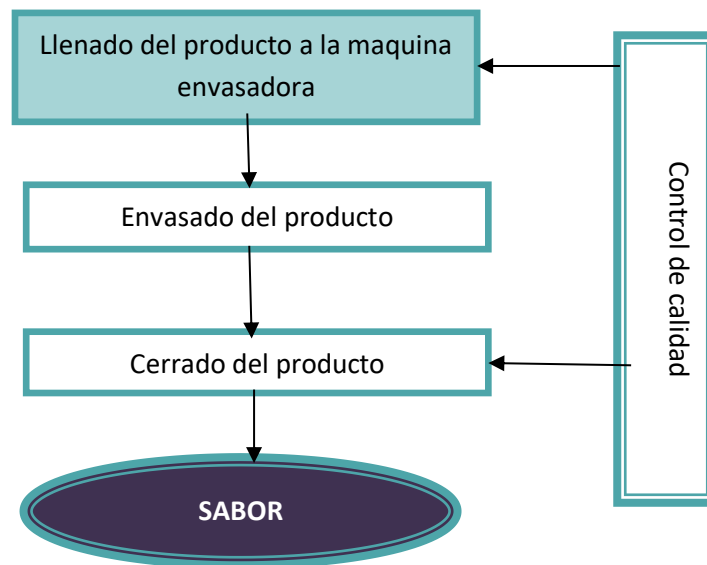 Llenado del producto a la maquina
envasadora
Envasado del producto
Cerrado del producto
SABOR
Control de calidad